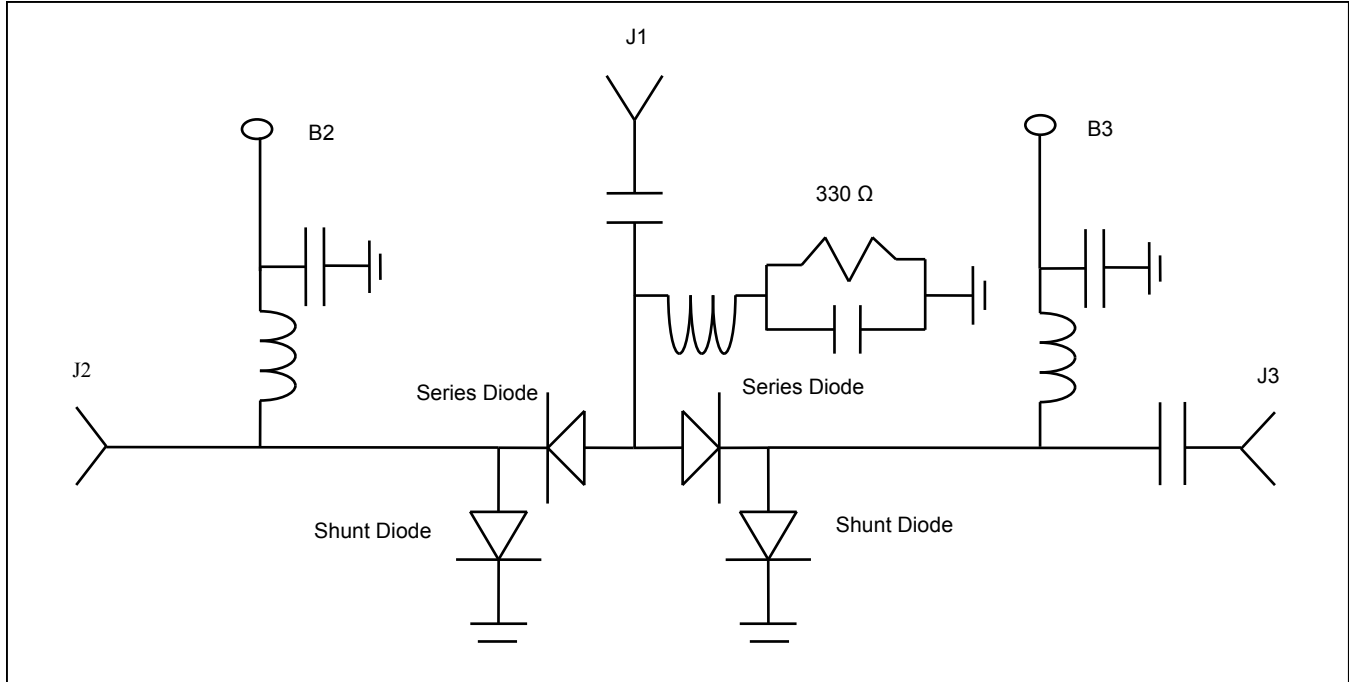 J1
B2
B3
330 Ω
J2
Series Diode
Series Diode
J3
Shunt Diode
Shunt Diode